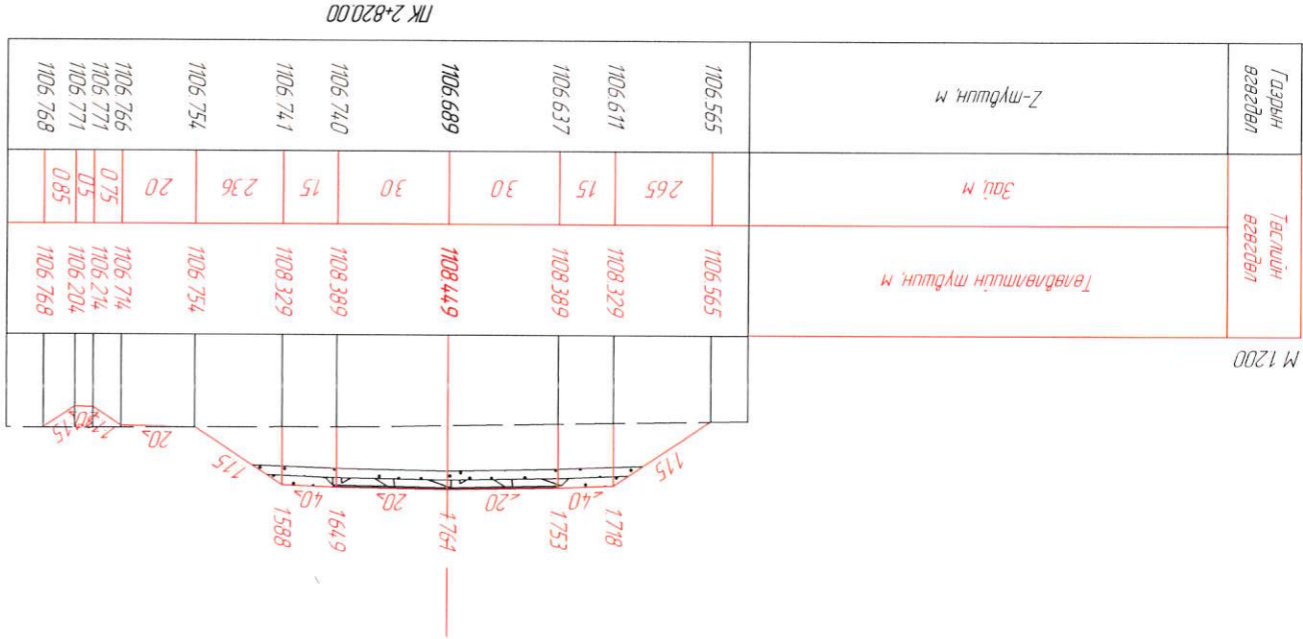 1.718 1.753 1.761 1.649 1.588
1:1.5 40 20 20 40 1:1.5 20 1:1.5
М 1:200
Төслийн өгөгдөл
Төлөвлөлтийн түвшин, м
1106.565 1108.329 1108.389 1108.449 1108.389 1108.329 1106.754 1106.714 1106.214 1106.204 1106.768
Зай, м
2.65 1.5 3.0 3.0 1.5 2.36 2.0 0.75 0.5 0.85
Газрын өгөгдөл
Z-түвшин, м
1106.565 1106.611 1106.637 1106.689 1106.740 1106.741 1106.754 1106.766 1106.771 1106.771 1106.768
ПК 2+820.00